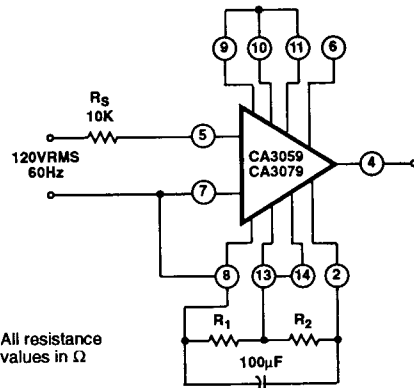 9 10 11 6
RS
10K
5
120VRMS
60Hz
CA3059
CA3079
4
7
8 13 14 2
R1 R2
100µF
All resistance
values in Ω